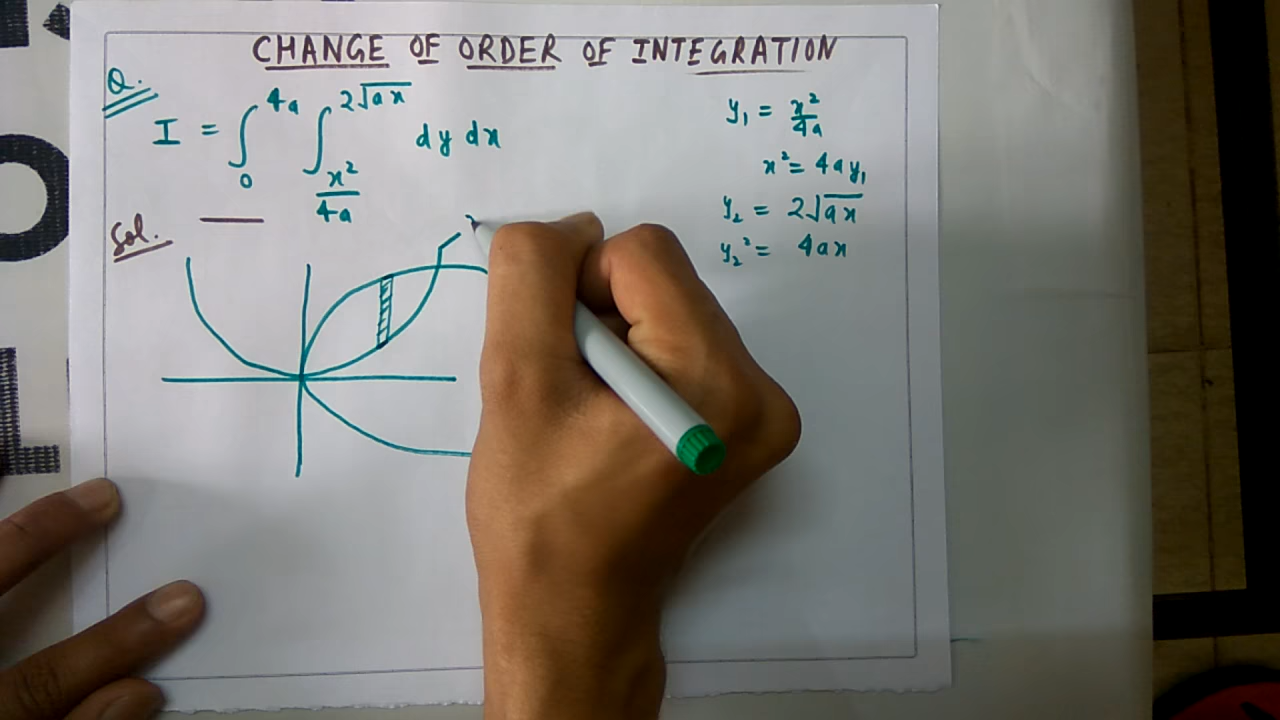 CHANGE OF ORDER OF INTEGRATION
Q.
I = ∫₀^{4a} ∫_{x²/4a}^{2√ax} dy dx
y₁ = x²/4a
x² = 4ay₁
y₂ = 2√ax
y₂² = 4ax
Sol.